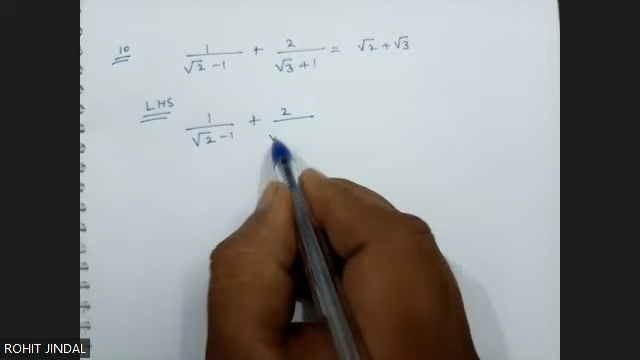 10 1/(√2 - 1) + 2/(√3 + 1) = √2 + √3
LHS
1/(√2 - 1) + 2/
ROHIT JINDAL